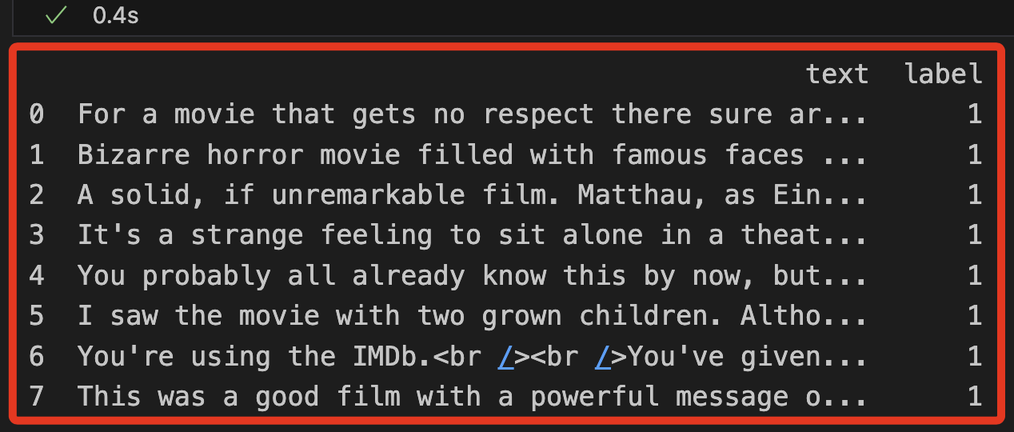 0.4s
text label
0 For a movie that gets no respect there sure ar... 1
1 Bizarre horror movie filled with famous faces ... 1
2 A solid, if unremarkable film. Matthau, as Ein... 1
3 It's a strange feeling to sit alone in a theat... 1
4 You probably all already know this by now, but... 1
5 I saw the movie with two grown children. Altho... 1
6 You're using the IMDb.<br /><br />You've given... 1
7 This was a good film with a powerful message o... 1